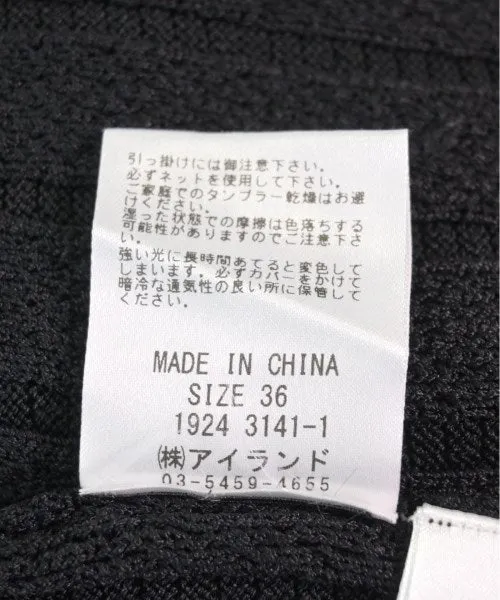 引っ掛けには御注意下さい。
必ずネットを使用して下さい。
ご家庭でのタンブラー乾燥はお避
けください。
湿った状態での摩擦は色落ちする
可能性がありますのでご注意下さ
い。
強い光に長時間あてると変色して
しまいます。必ずカバーをかけて
暗冷な通気性の良い所に保管して
ください。
MADE IN CHINA
SIZE 36
1924 3141-1
㈱アイランド
03-5459-4655